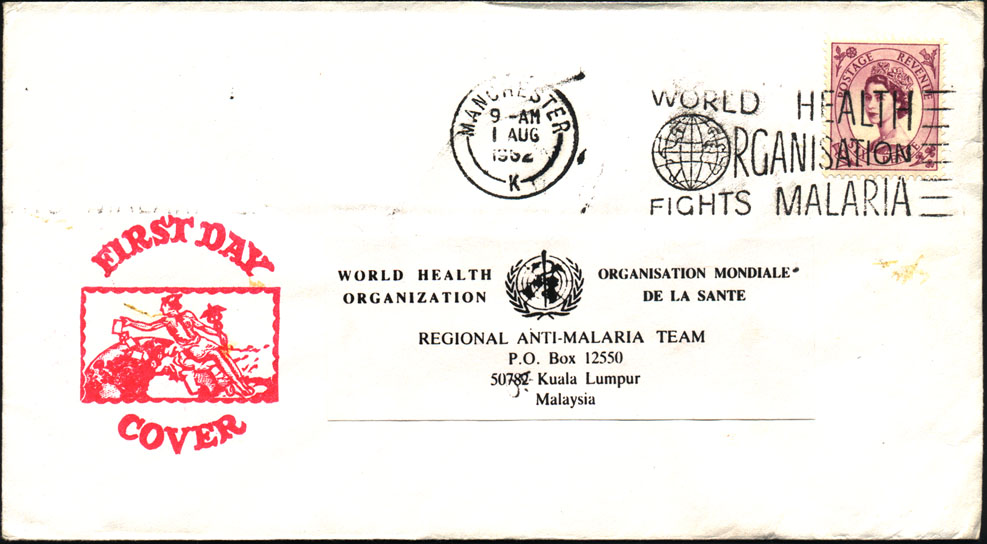 POSTAGE REVENUE
MANCHESTER
9 -AM
1 AUG
1962
K
WORLD HEALTH
ORGANISATION
FIGHTS MALARIA
FIRST DAY
COVER
WORLD HEALTH ORGANISATION MONDIALE
ORGANIZATION DE LA SANTE
REGIONAL ANTI-MALARIA TEAM
P.O. Box 12550
50782 Kuala Lumpur
Malaysia